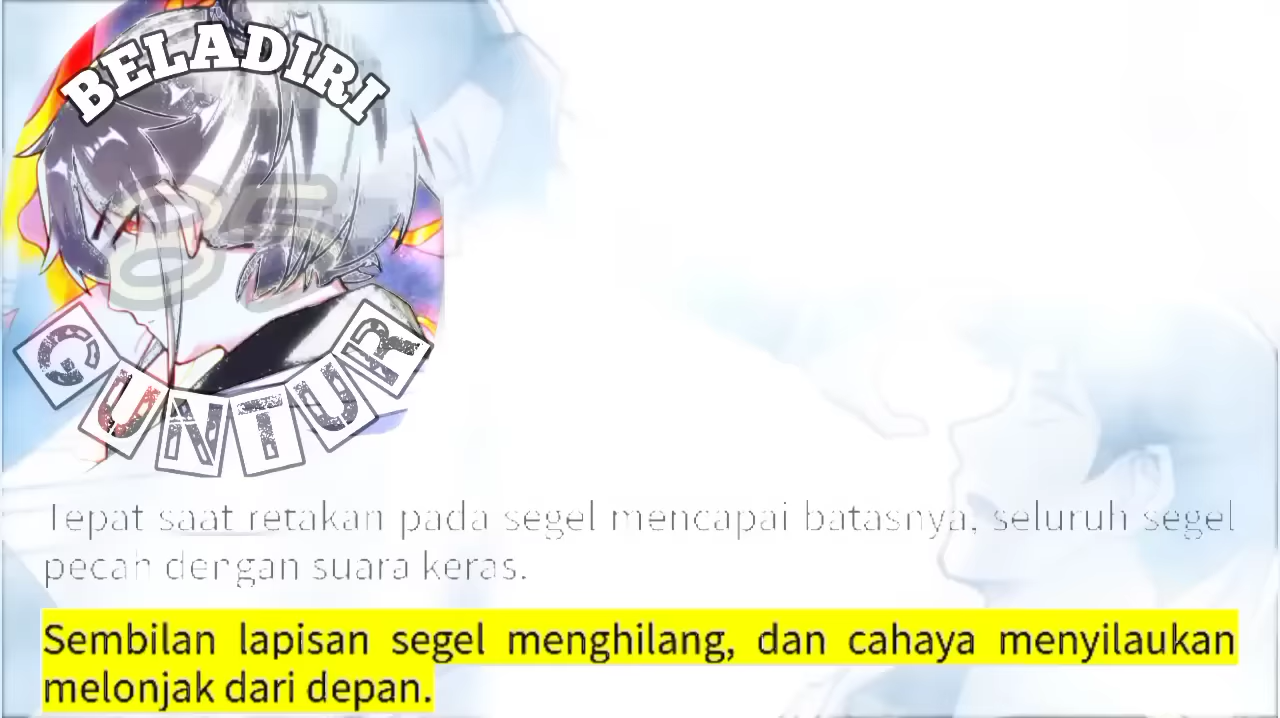 BELADIRI
GUNTUR
Tepat saat retakan pada segel mencapai batasnya, seluruh segel
pecah dengan suara keras.
Sembilan lapisan segel menghilang, dan cahaya menyilaukan
melonjak dari depan.